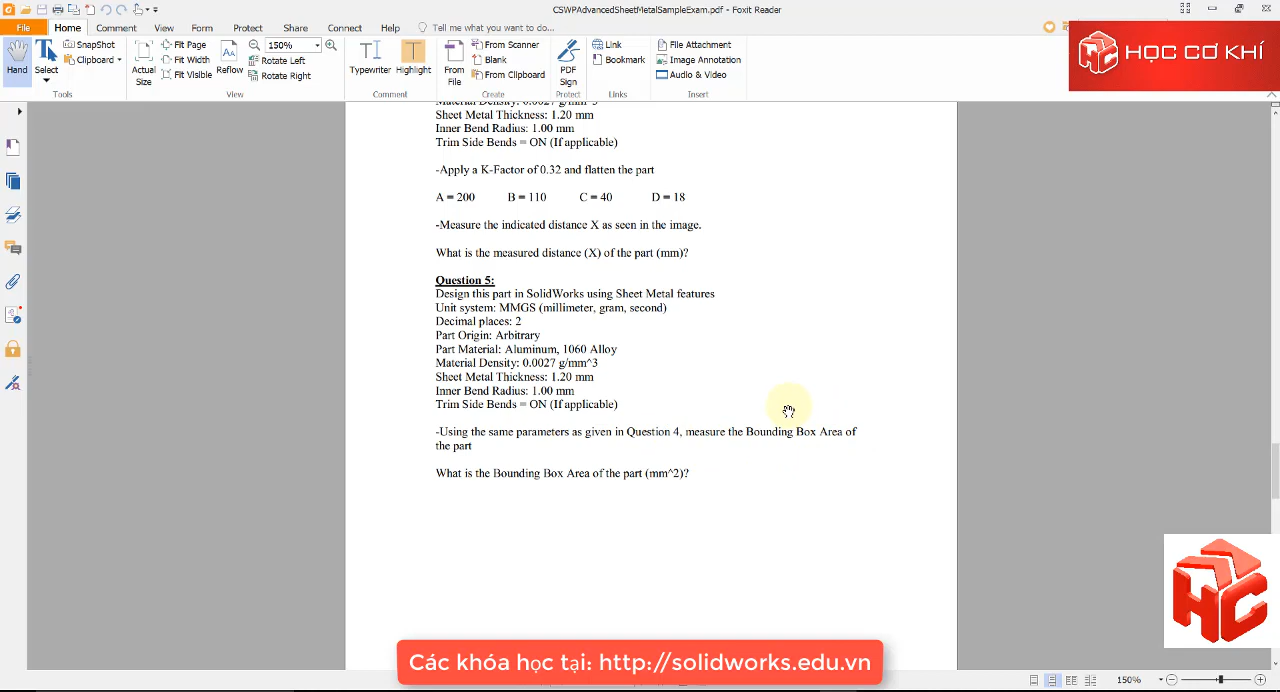 CSWPAdvancedSheetMetalSampleExam.pdf - Foxit Reader
File Home Comment View Form Protect Share Connect Help Tell me what you want to do...
HỌC CƠ KHÍ
Hand
Select
SnapShot
Clipboard
Tools
Actual Size
Fit Page
Fit Width
Fit Visible
Reflow
150%
Rotate Left
Rotate Right
View
Typewriter
Highlight
Comment
From File
From Scanner
Blank
From Clipboard
Create
PDF Sign
Protect
Link
Bookmark
Links
File Attachment
Image Annotation
Audio & Video
Insert
Material Density: 0.0027 g/mm^3
Sheet Metal Thickness: 1.20 mm
Inner Bend Radius: 1.00 mm
Trim Side Bends = ON (If applicable)
-Apply a K-Factor of 0.32 and flatten the part
A = 200 B = 110 C = 40 D = 18
-Measure the indicated distance X as seen in the image.
What is the measured distance (X) of the part (mm)?
Question 5:
Design this part in SolidWorks using Sheet Metal features
Unit system: MMGS (millimeter, gram, second)
Decimal places: 2
Part Origin: Arbitrary
Part Material: Aluminum, 1060 Alloy
Material Density: 0.0027 g/mm^3
Sheet Metal Thickness: 1.20 mm
Inner Bend Radius: 1.00 mm
Trim Side Bends = ON (If applicable)
-Using the same parameters as given in Question 4, measure the Bounding Box Area of
the part
What is the Bounding Box Area of the part (mm^2)?
HC
Các khóa học tại: http://solidworks.edu.vn
150%